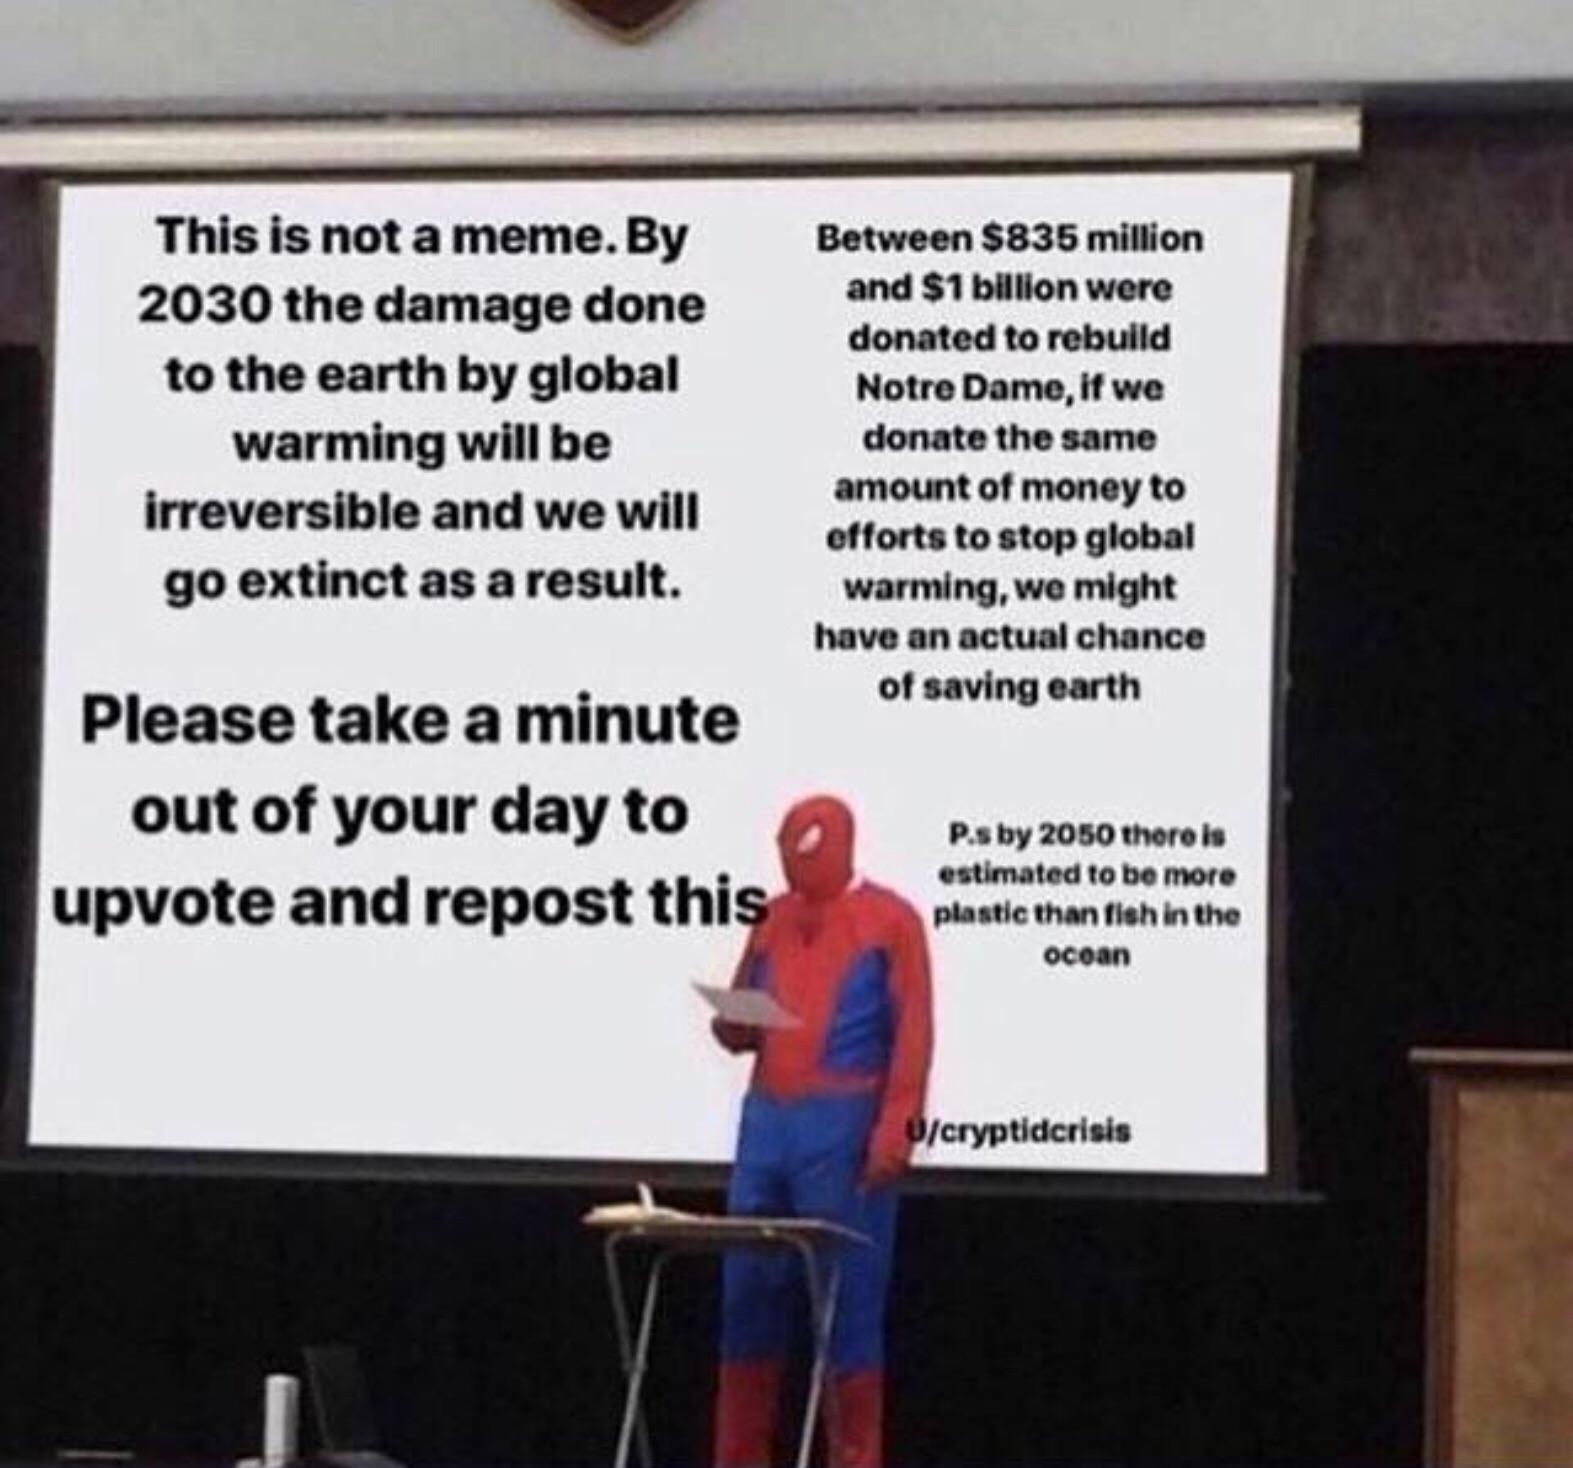 This is not a meme. By
2030 the damage done
to the earth by global
warming will be
irreversible and we will
go extinct as a result.
Please take a minute
out of your day to
upvote and repost this
Between $835 million
and $1 billion were
donated to rebuild
Notre Dame, if we
donate the same
amount of money to
efforts to stop global
warming, we might
have an actual chance
of saving earth
P.s by 2050 there is
estimated to be more
plastic than fish in the
ocean
U/cryptidcrisis